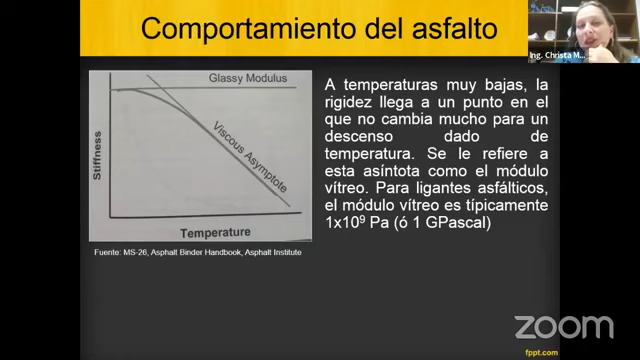 Comportamiento del asfalto
Ing. Christa M...
Glassy Modulus
Viscous Asymptote
Stiffness
Temperature
Fuente: MS-26, Asphalt Binder Handbook, Asphalt Institute
A temperaturas muy bajas, la
rigidez llega a un punto en el
que no cambia mucho para un
descenso dado de
temperatura. Se le refiere a
esta asíntota como el módulo
vítreo. Para ligantes asfálticos,
el módulo vítreo es típicamente
1x10⁹ Pa (ó 1 GPascal)
LIVE
zoom
fppt.com